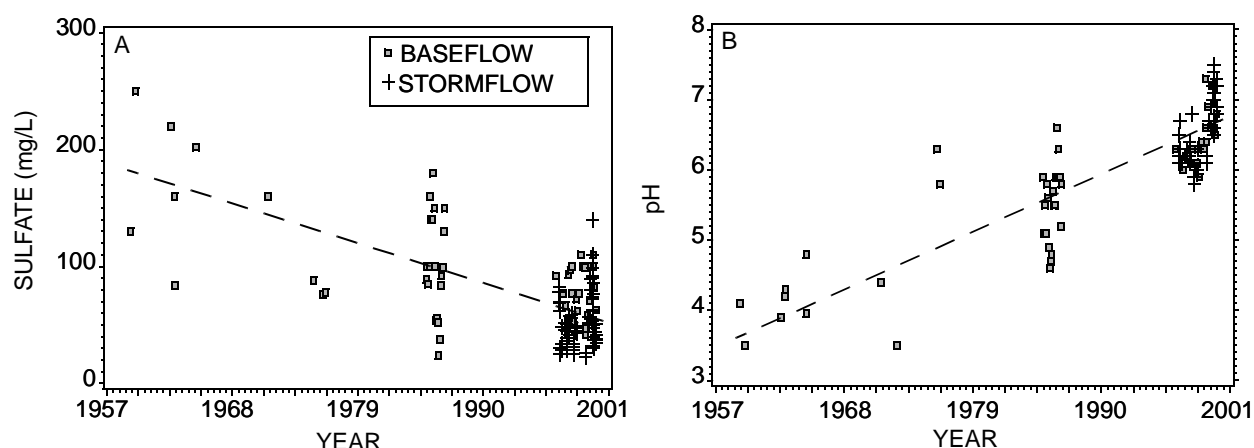 A
BASEFLOW
STORMFLOW
SULFATE (mg/L)
300
200
100
0
1957 1968 1979 1990 2001
YEAR
B
pH
8
7
6
5
4
3
1957 1968 1979 1990 2001
YEAR